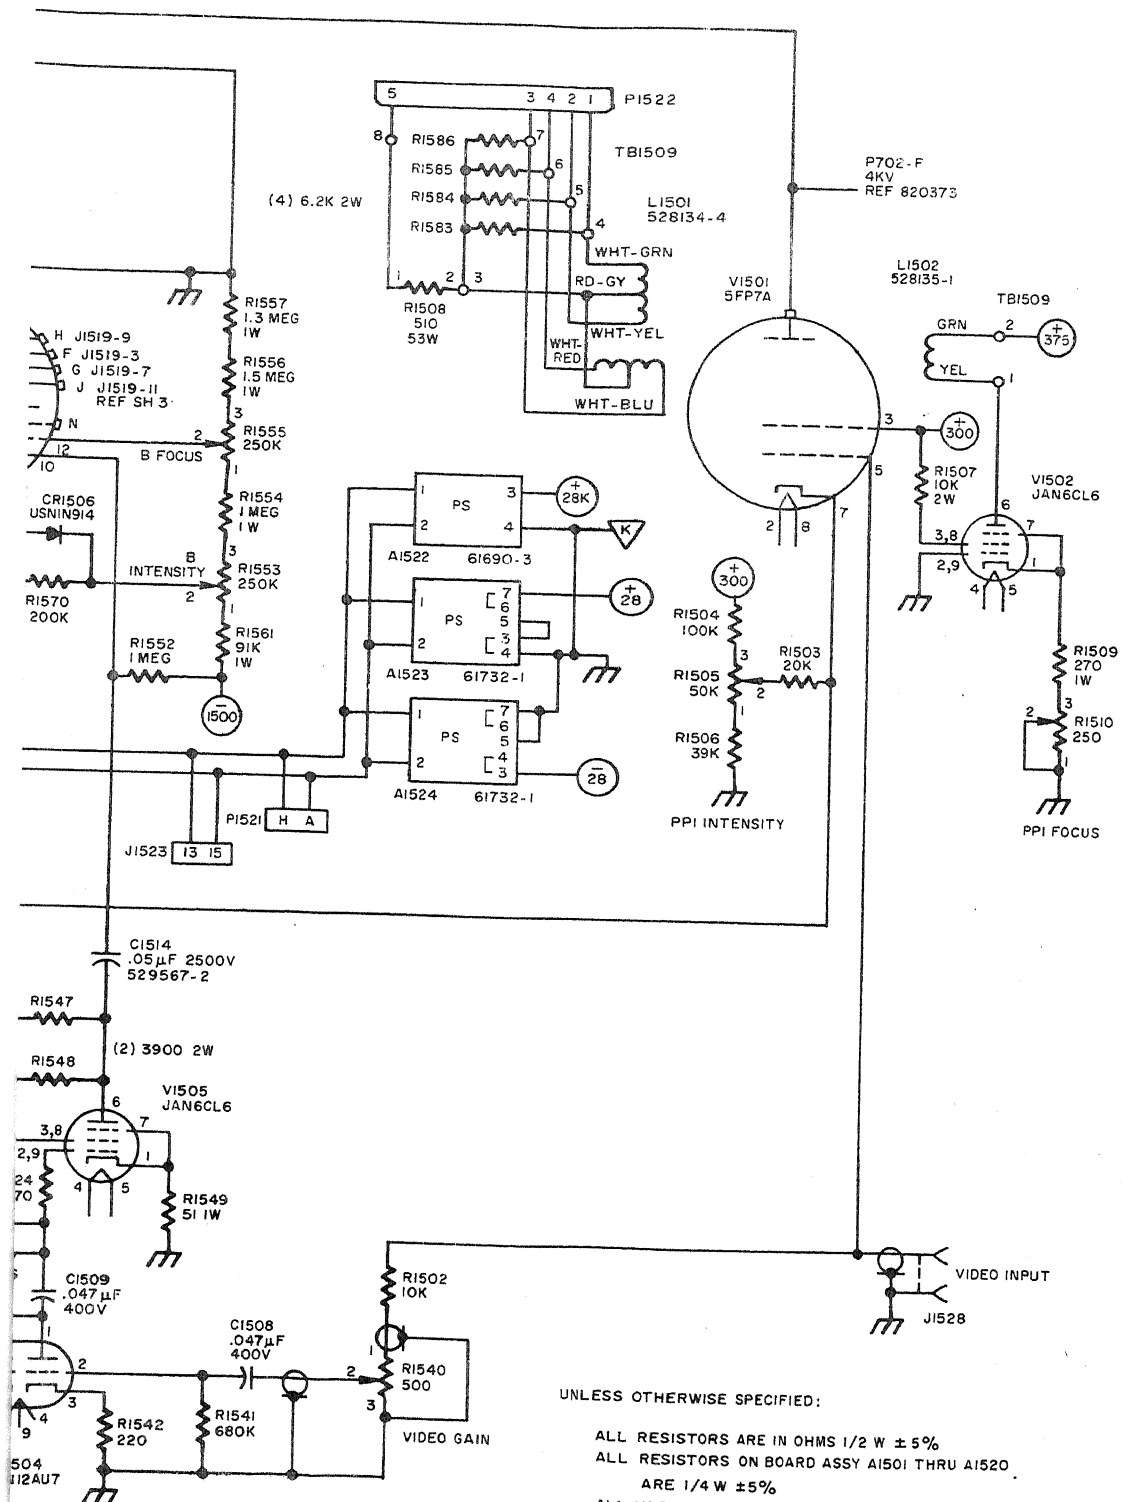 5 3 4 2 1 P1522
8 R1586 7
TB1509
R1585 6
(4) 6.2K 2W
R1584 5
L1501
528134-4
R1583 4
P702-F
4KV
REF 820373
WHT-GRN
1 2 3 RD-GY
R1508
510
53W
WHT-YEL
WHT-
RED
WHT-BLU
V1501
5FP7A
L1502
528135-1
TB1509
GRN 2
+
375
YEL
1
R1557
1.3 MEG
1W
H J1519-9
F J1519-3
G J1519-7
J J1519-11
REF SH 3
R1556
1.5 MEG
1W
N
3
R1555
250K
2
B FOCUS
1
12
10
3
+
300
5
R1507
10K
2W
V1502
JAN6CL6
6
7
3,8
2,9
1
4 5
CR1506
USN1N914
R1554
1 MEG
1W
1 3
PS
+
28K
2 4
K
A1522 61690-3
2 8 7
B
INTENSITY
3
R1553
250K
2
1
R1570
200K
7
1 6
PS 5
3
2 4
+
28
A1523 61732-1
+
300
R1504
100K
R1552
1 MEG
R1561
91K
1W
3
R1505
50K
2
1
R1503
20K
R1509
270
1W
3
2
R1510
250
1
−
1500
7
1 6
PS 5
4
2 3
−
28
A1524 61732-1
R1506
39K
PPI INTENSITY
PPI FOCUS
P1521 H A
J1523 13 15
C1514
.05µF 2500V
529567-2
R1547
(2) 3900 2W
R1548
V1505
JAN6CL6
6
7
3,8
2,9
1
4 5
24
70
R1549
51 1W
C1509
.047µF
400V
1
R1502
10K
VIDEO INPUT
J1528
C1508
.047µF
400V
1
2
R1540
500
3
VIDEO GAIN
2
3
4
9
R1542
220
R1541
680K
504
112AU7
UNLESS OTHERWISE SPECIFIED:
ALL RESISTORS ARE IN OHMS 1/2 W ±5%
ALL RESISTORS ON BOARD ASSY A1501 THRU A1520
ARE 1/4 W ±5%